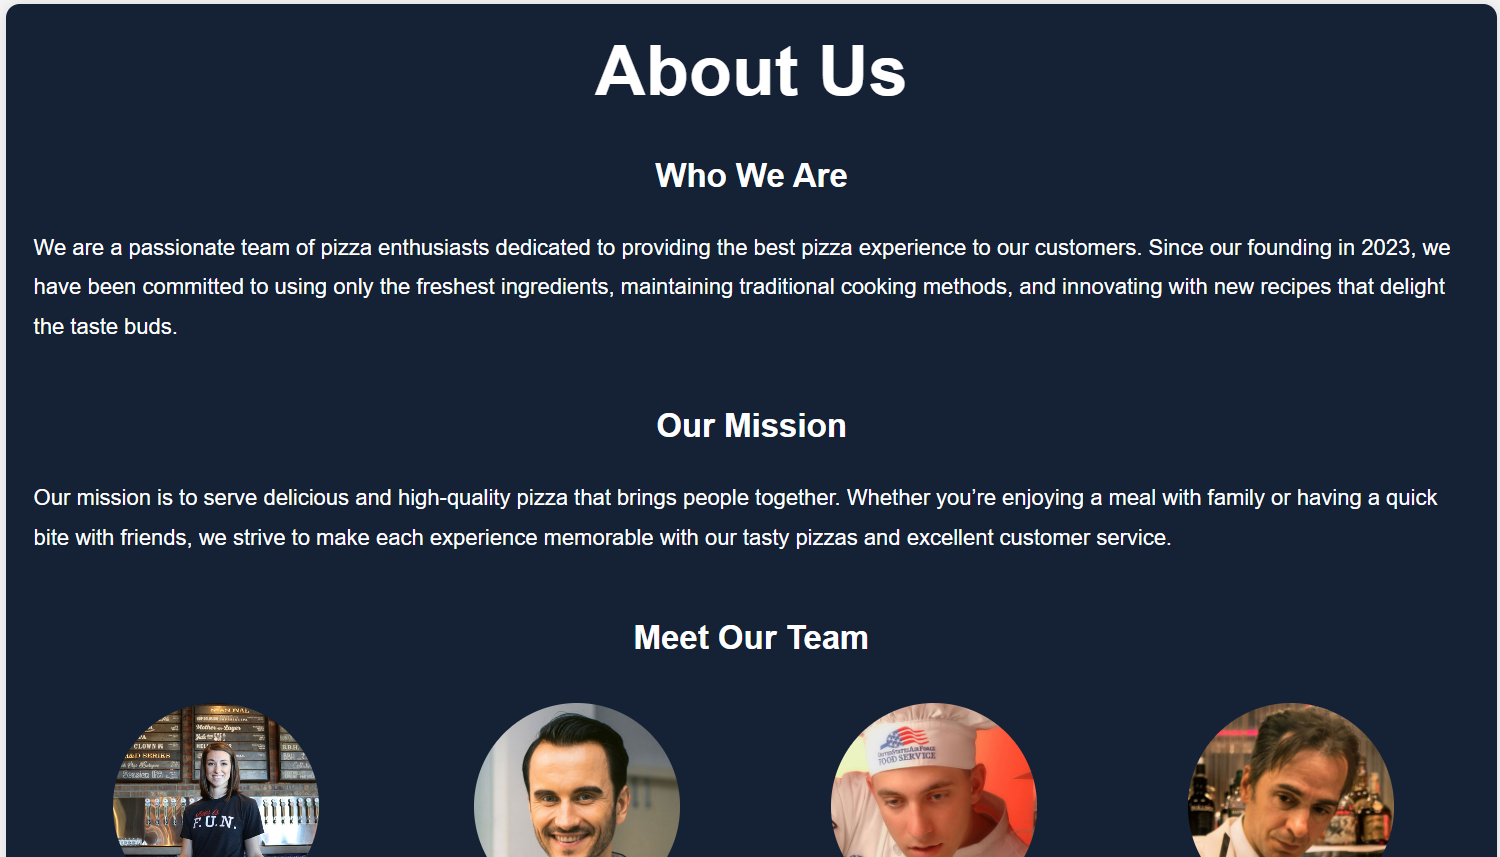 About Us
Who We Are
We are a passionate team of pizza enthusiasts dedicated to providing the best pizza experience to our customers. Since our founding in 2023, we
have been committed to using only the freshest ingredients, maintaining traditional cooking methods, and innovating with new recipes that delight
the taste buds.
Our Mission
Our mission is to serve delicious and high-quality pizza that brings people together. Whether you’re enjoying a meal with family or having a quick
bite with friends, we strive to make each experience memorable with our tasty pizzas and excellent customer service.
Meet Our Team
F.U.N.
UNITED STATES AIR FORCE
FOOD SERVICE